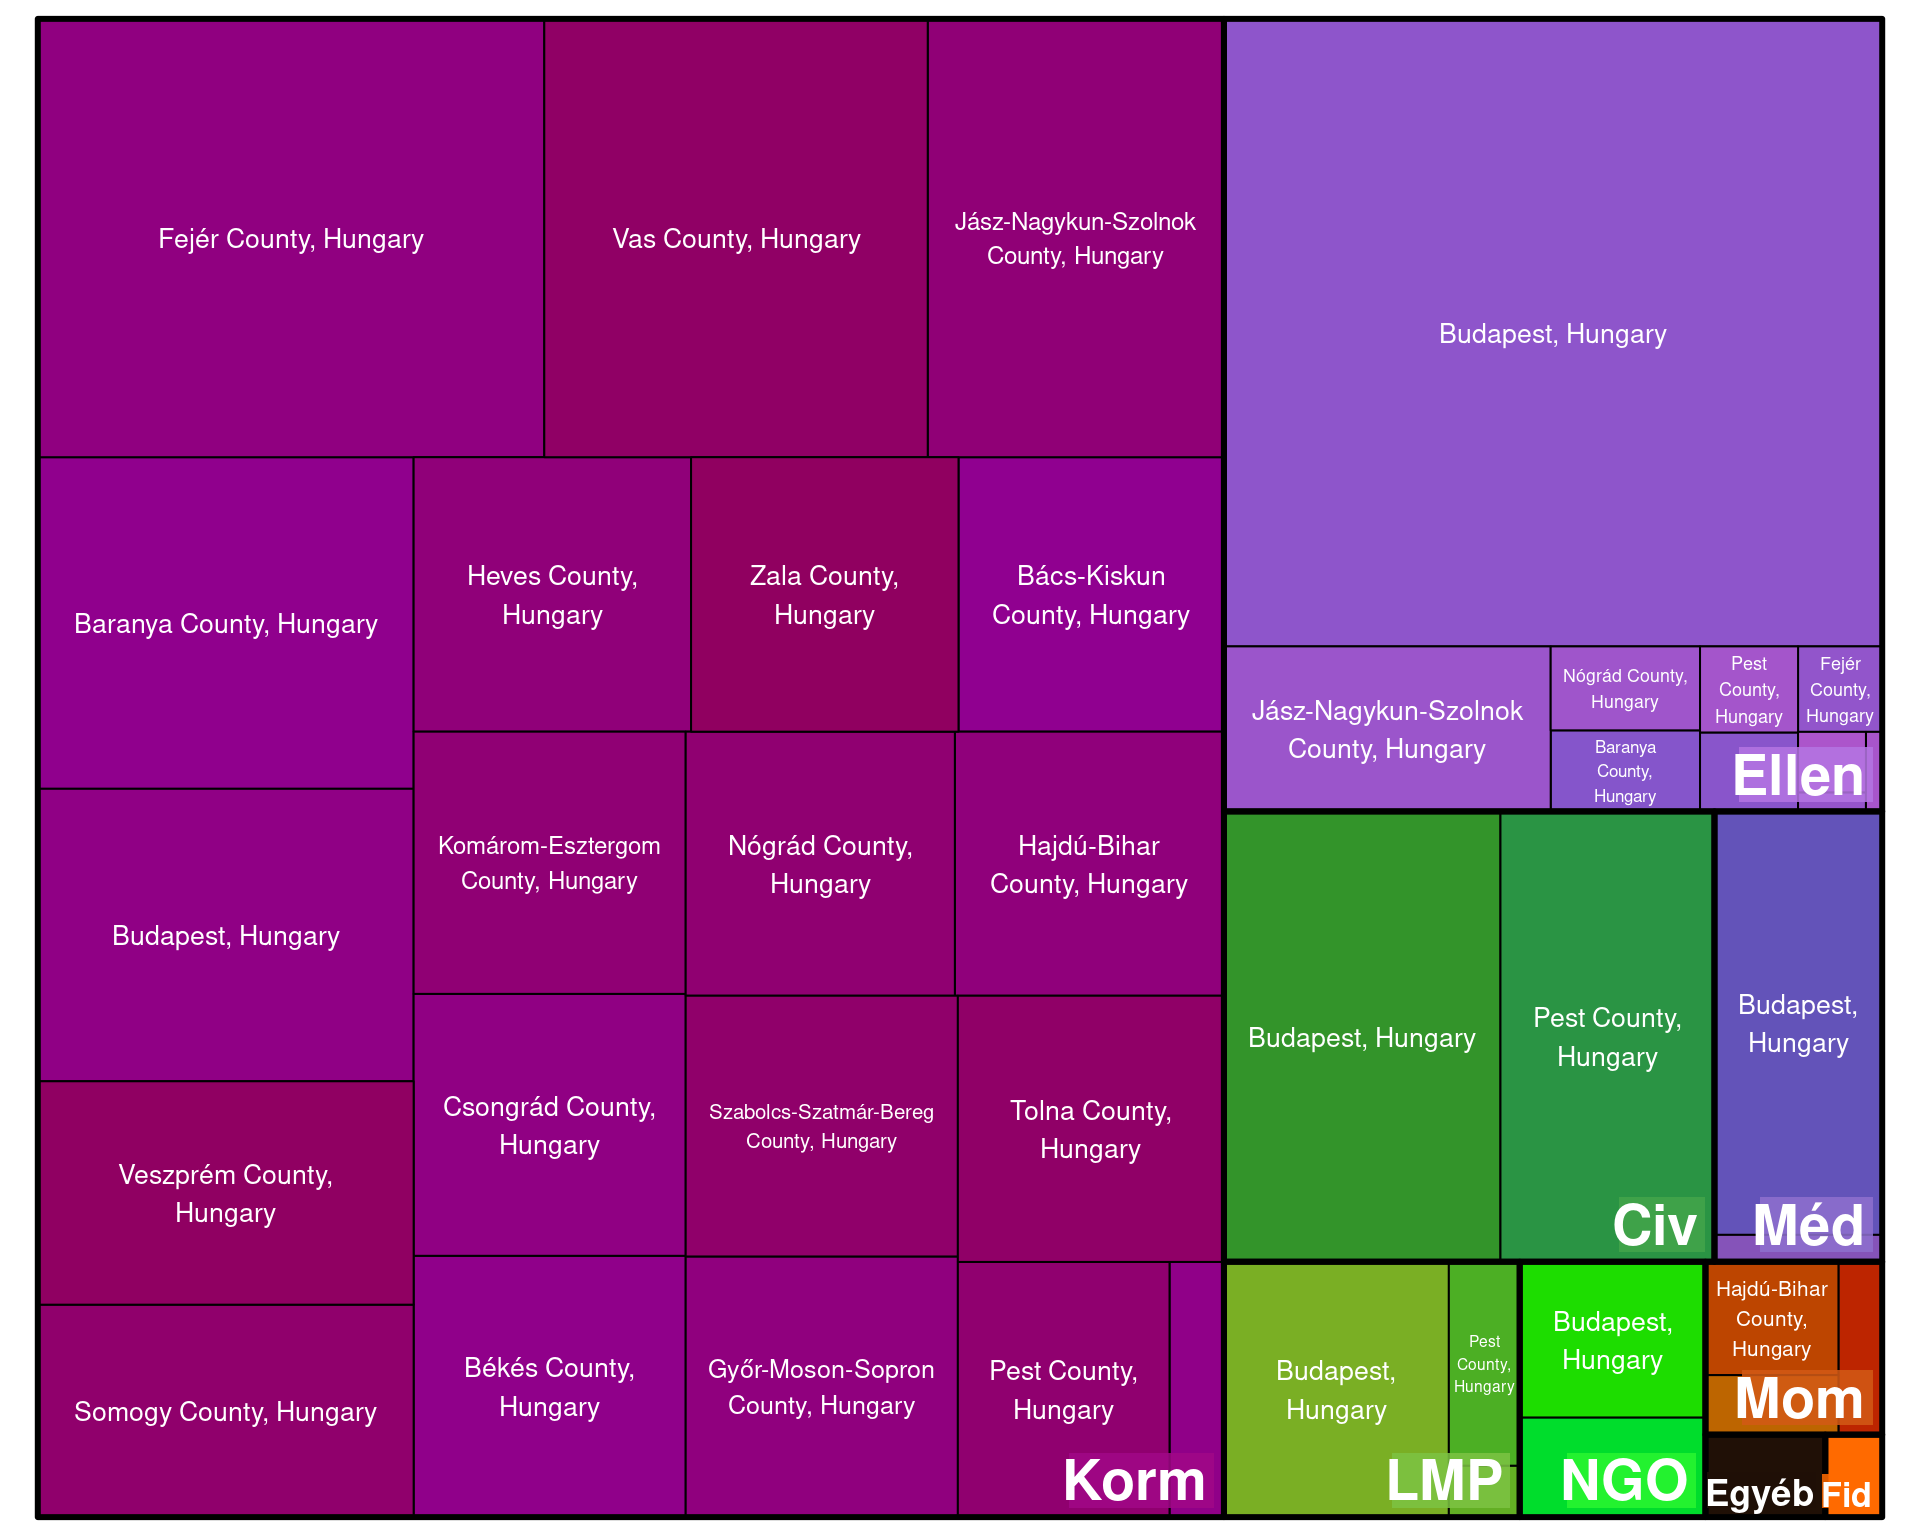 Fejér County, Hungary
Vas County, Hungary
Jász-Nagykun-Szolnok
County, Hungary
Baranya County, Hungary
Heves County,
Hungary
Zala County,
Hungary
Bács-Kiskun
County, Hungary
Budapest, Hungary
Komárom-Esztergom
County, Hungary
Nógrád County,
Hungary
Hajdú-Bihar
County, Hungary
Veszprém County,
Hungary
Csongrád County,
Hungary
Szabolcs-Szatmár-Bereg
County, Hungary
Tolna County,
Hungary
Somogy County, Hungary
Békés County,
Hungary
Győr-Moson-Sopron
County, Hungary
Pest County,
Hungary
Korm
Budapest, Hungary
Jász-Nagykun-Szolnok
County, Hungary
Nógrád County,
Hungary
Baranya
County,
Hungary
Pest
County,
Hungary
Fejér
County,
Hungary
Ellen
Budapest, Hungary
Pest County,
Hungary
Civ
Budapest,
Hungary
Méd
Budapest,
Hungary
Pest
County,
Hungary
LMP
Budapest,
Hungary
NGO
Hajdú-Bihar
County,
Hungary
Mom
Egyéb
Fid